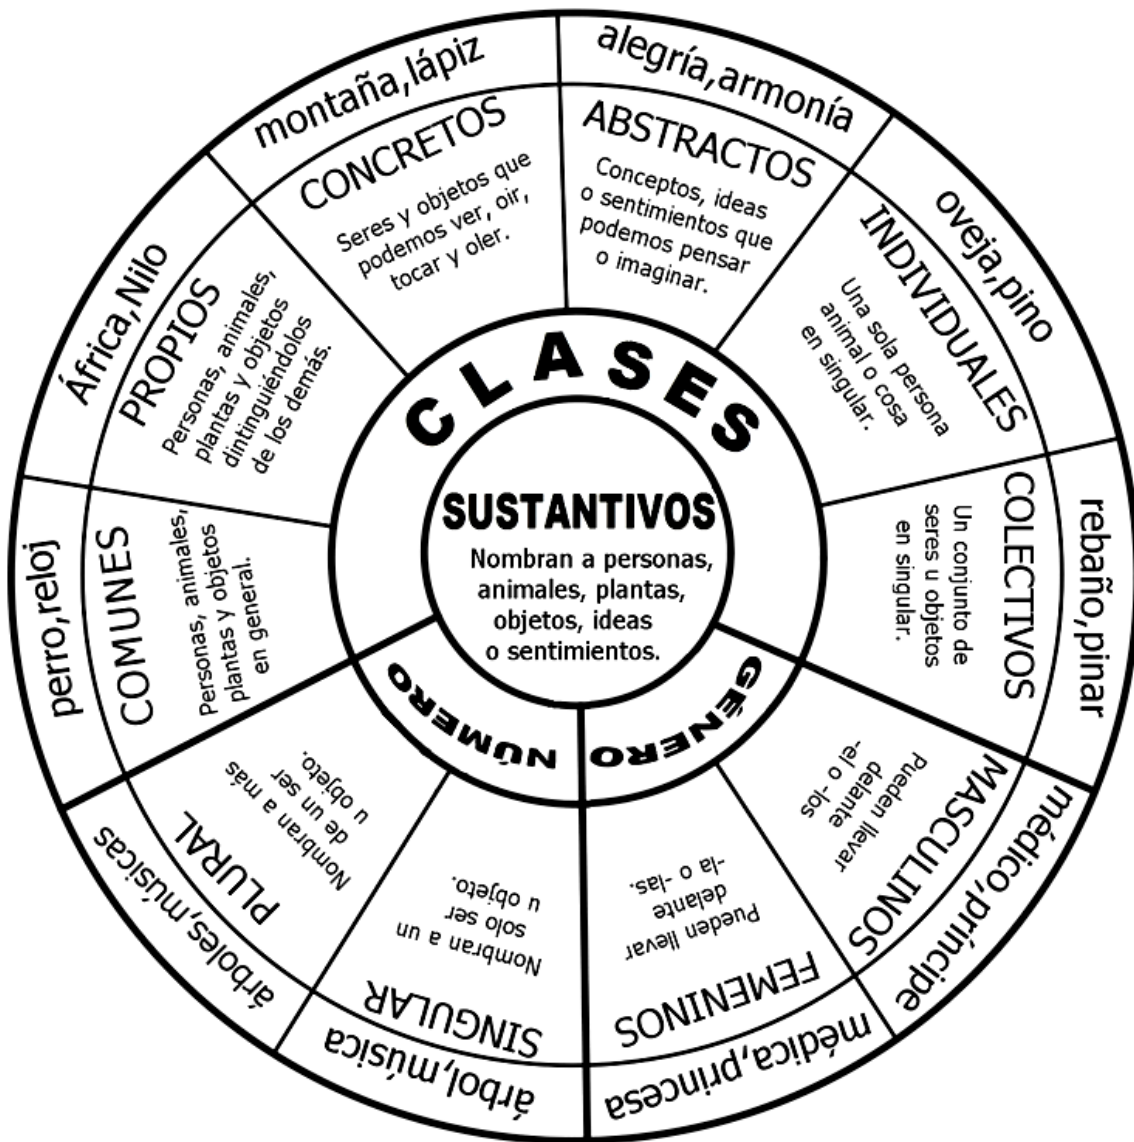 SUSTANTIVOS
Nombran a personas,
animales, plantas,
objetos, ideas
o sentimientos.
CLASES
perro,reloj
COMUNES
Personas, animales,
plantas y objetos
en general.
África,Nilo
PROPIOS
Personas, animales,
plantas y objetos
dintinguiéndolos
de los demás.
montaña,lápiz
CONCRETOS
Seres y objetos que
podemos ver, oir,
tocar y oler.
alegría,armonía
ABSTRACTOS
Conceptos, ideas
o sentimientos que
podemos pensar
o imaginar.
oveja,pino
INDIVIDUALES
Una sola persona
animal o cosa
en singular.
rebaño,pinar
COLECTIVOS
Un conjunto de
seres u objetos
en singular.
GÉNERO
médico,príncipe
MASCULINOS
Pueden llevar
delante
-el o -los
médica,princesa
FEMENINOS
Pueden llevar
delante
-la o -las.
NÚMERO
árbol,música
SINGULAR
Nombran a un
solo ser
u objeto.
árboles,músicas
PLURAL
Nombran a más
de un ser
u objeto.